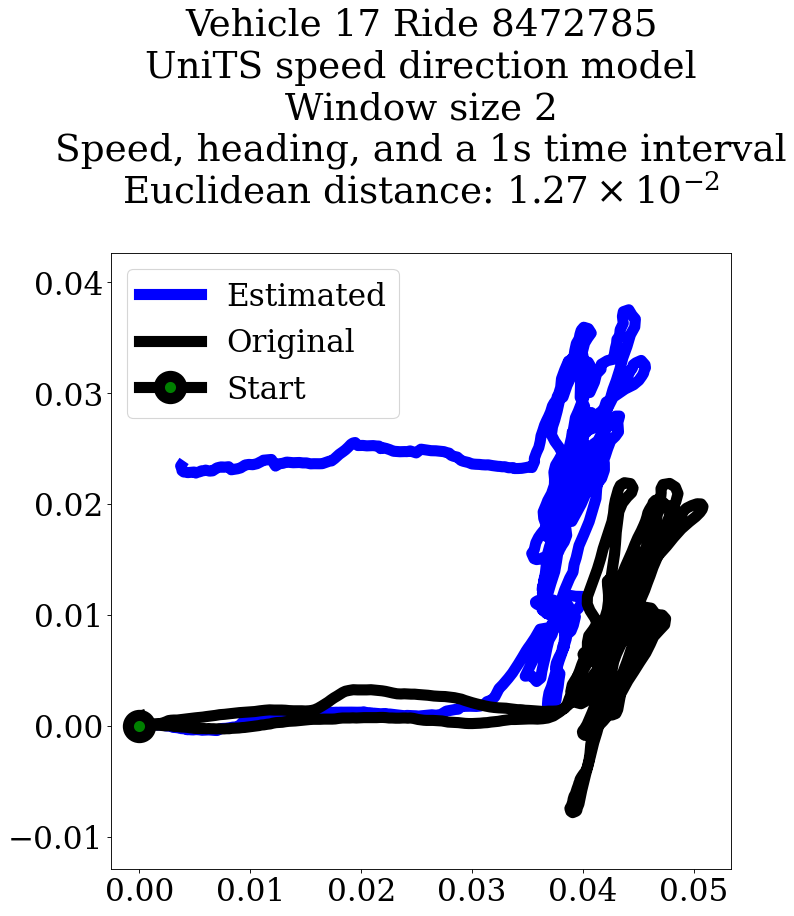 Vehicle 17 Ride 8472785
UniTS speed direction model
Window size 2
Speed, heading, and a 1s time interval
Euclidean distance: 1.27 × 10⁻²
0.04
0.03
0.02
0.01
0.00
−0.01
Estimated
Original
Start
0.00 0.01 0.02 0.03 0.04 0.05